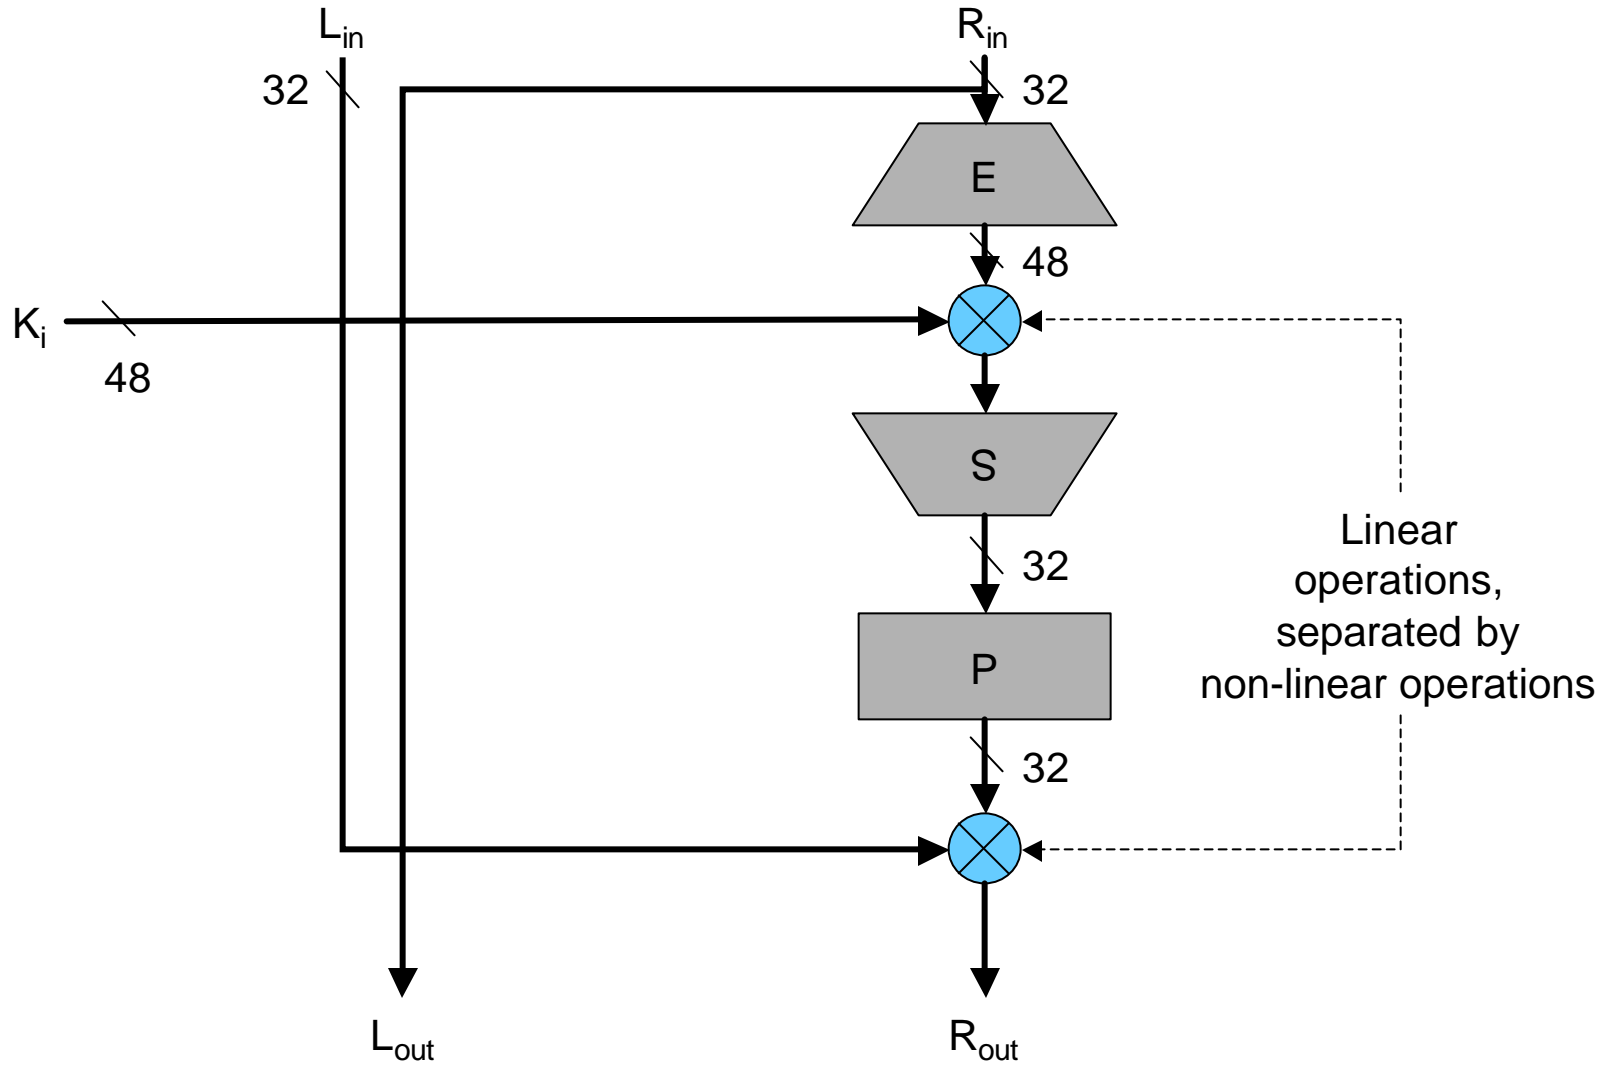 L_in
R_in
32
32
E
48
K_i
48
S
Linear
operations,
separated by
non-linear operations
32
P
32
L_out
R_out